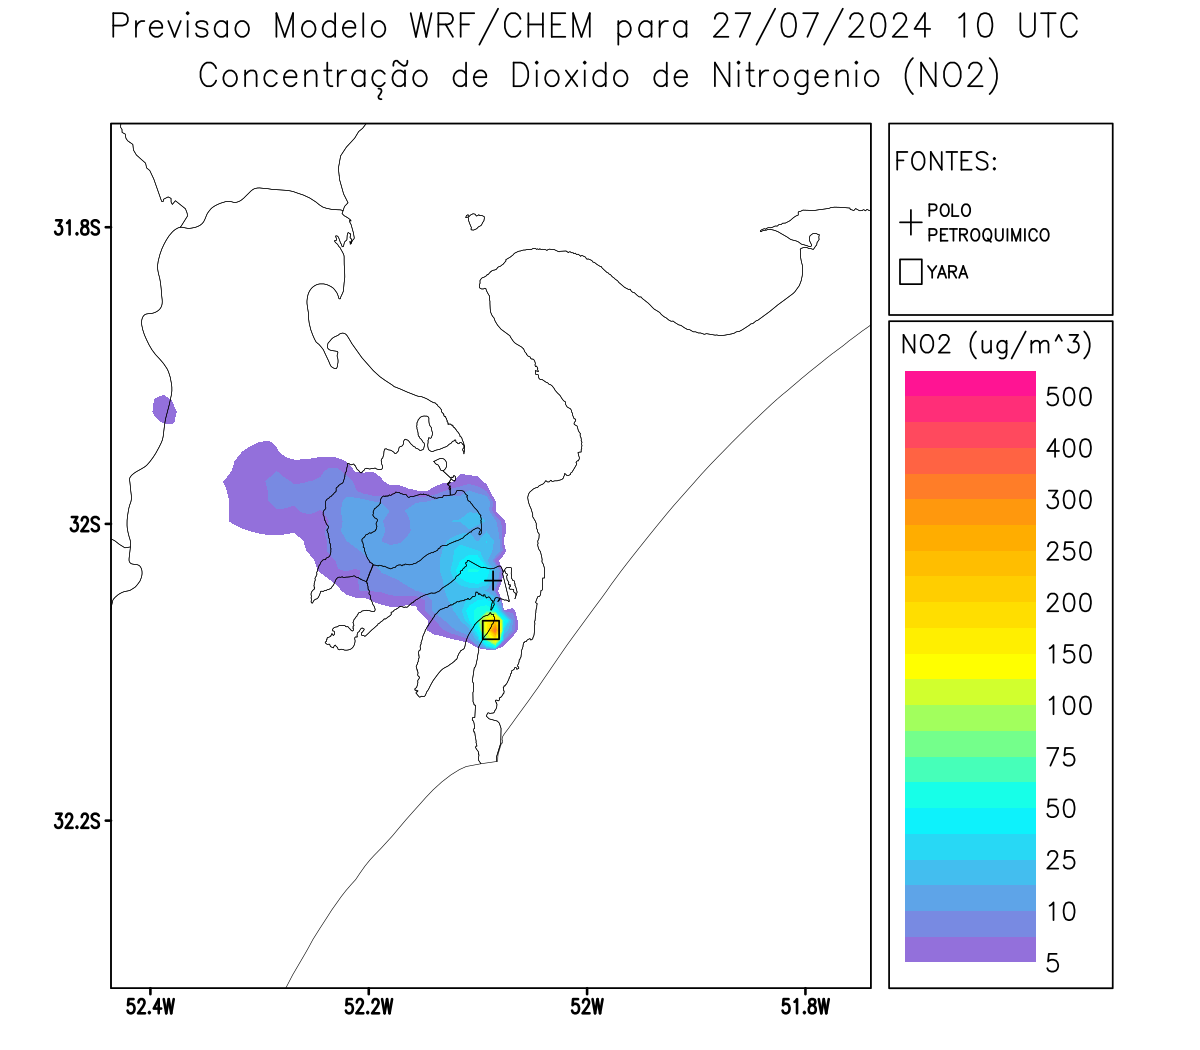 Previsao Modelo WRF/CHEM para 27/07/2024 10 UTC
Concentração de Dioxido de Nitrogenio (NO2)
FONTES:
POLO
PETROQUIMICO
YARA
NO2 (ug/m^3)
500
400
300
250
200
150
100
75
50
25
10
5
31.8S
32S
32.2S
52.4W
52.2W
52W
51.8W